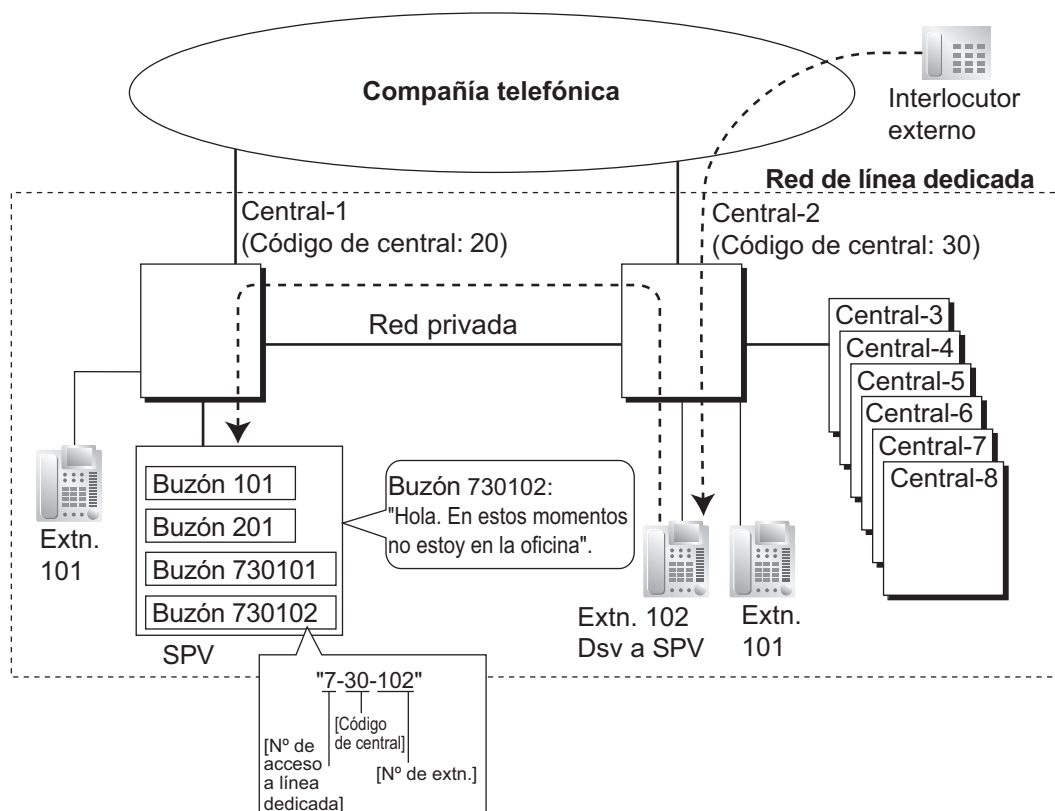 Compañía telefónica
Interlocutor
externo
Red de línea dedicada
Central-1
(Código de central: 20)
Central-2
(Código de central: 30)
Red privada
Central-3
Central-4
Central-5
Central-6
Central-7
Central-8
Extn.
101
Buzón 101
Buzón 201
Buzón 730101
Buzón 730102
SPV
Buzón 730102:
"Hola. En estos momentos
no estoy en la oficina".
Extn. 102
Dsv a SPV
Extn.
101
"7-30-102"
[Código
de central]
[Nº de
acceso
a línea
dedicada]
[Nº de extn.]